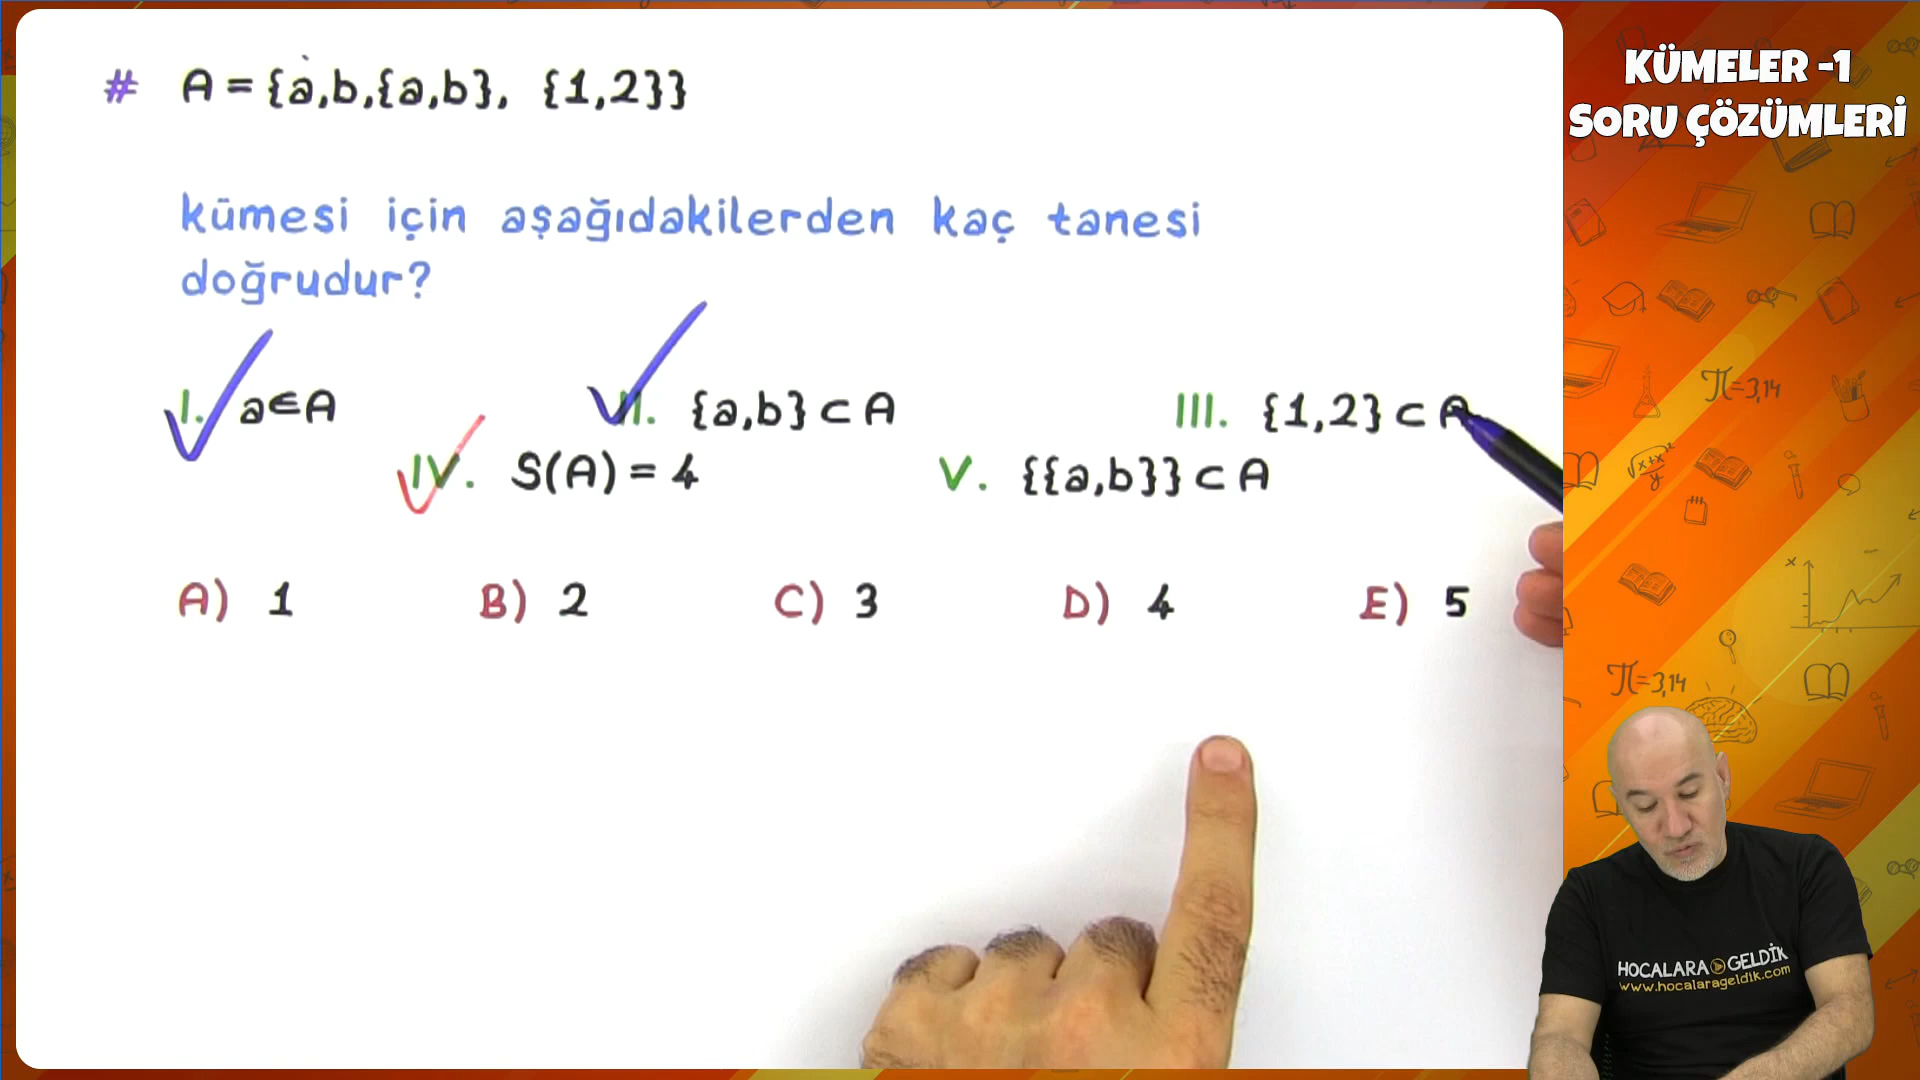 KÜMELER -1
SORU ÇÖZÜMLERİ
# A = {a,b,{a,b}, {1,2}}
kümesi için aşağıdakilerden kaç tanesi
doğrudur?
I. a∈A II. {a,b}⊂A III. {1,2}⊂A
IV. S(A) = 4 V. {{a,b}}⊂A
A) 1 B) 2 C) 3 D) 4 E) 5
π=3,14
π=3,14
HOCALARA GELDİK
www.hocalarageldik.com